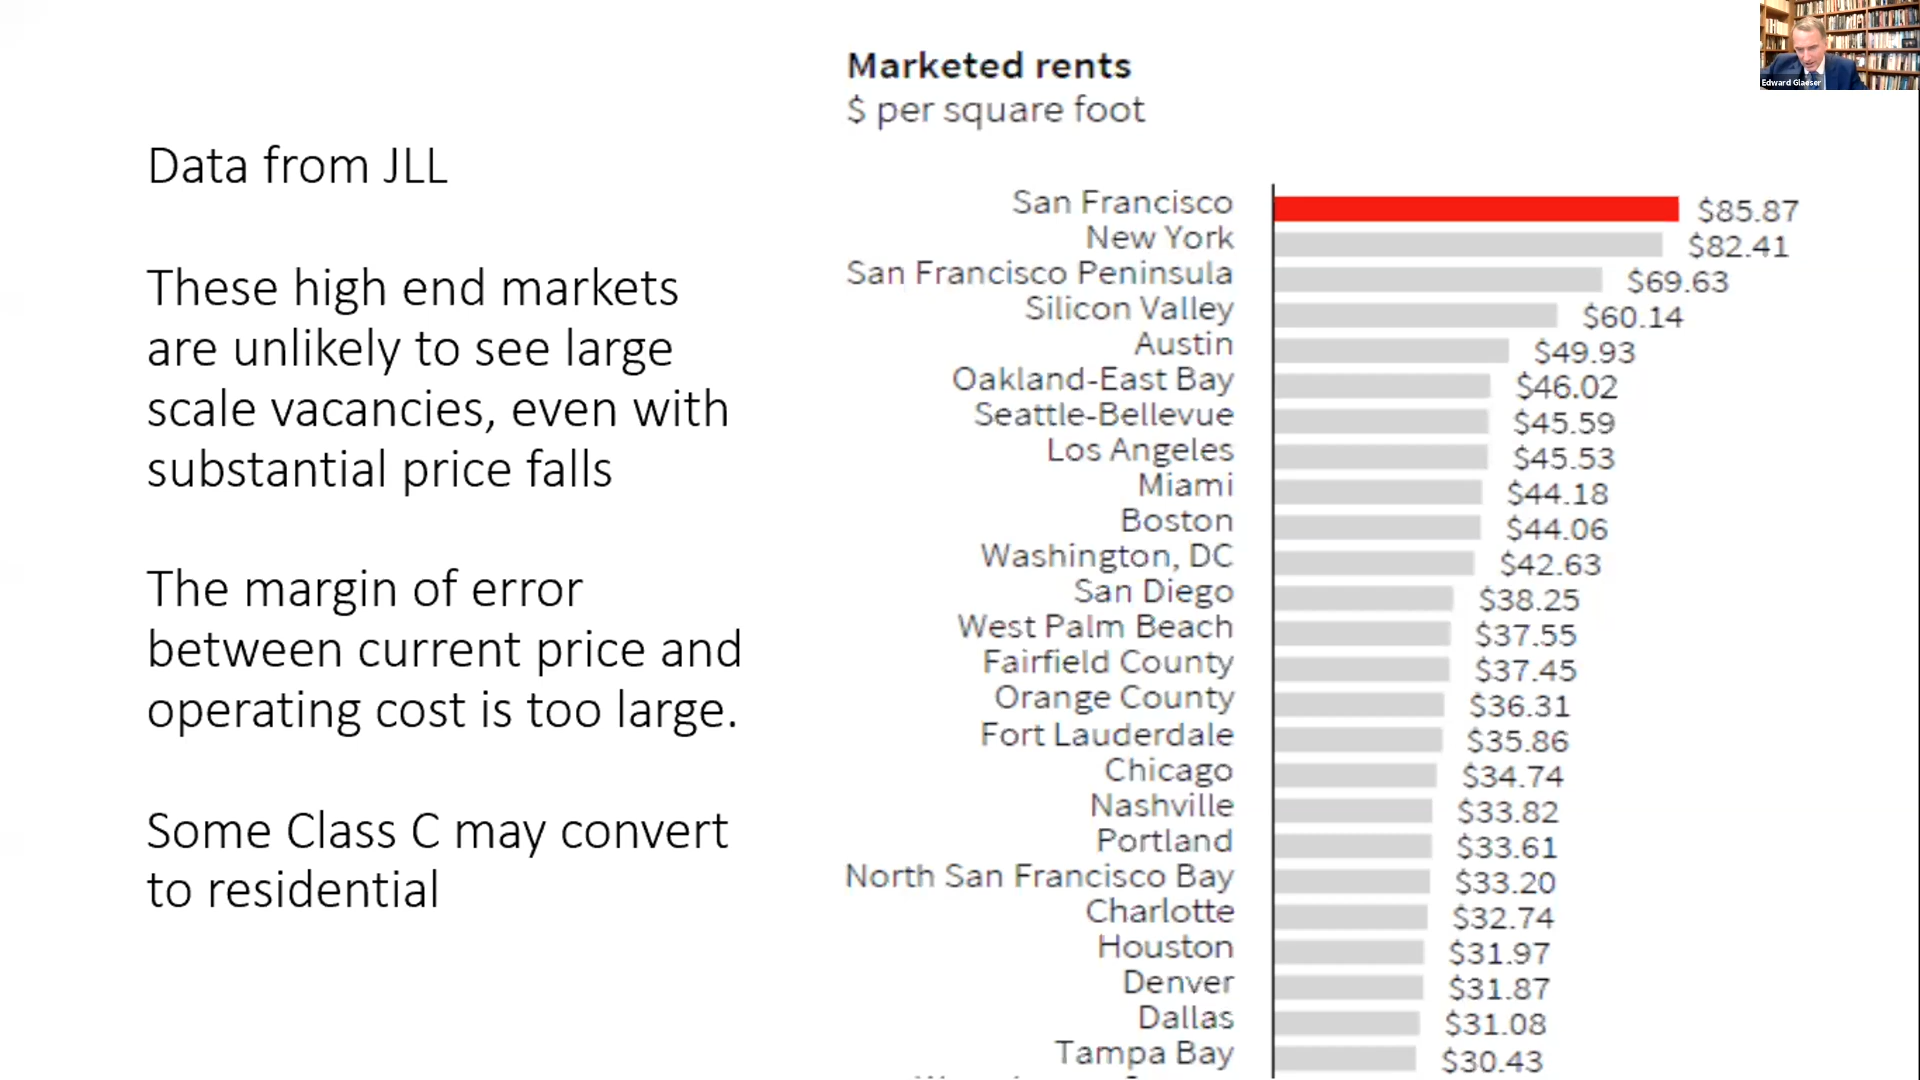 Data from JLL
These high end markets
are unlikely to see large
scale vacancies, even with
substantial price falls
The margin of error
between current price and
operating cost is too large.
Some Class C may convert
to residential
Marketed rents
$ per square foot
San Francisco $85.87
New York $82.41
San Francisco Peninsula $69.63
Silicon Valley $60.14
Austin $49.93
Oakland-East Bay $46.02
Seattle-Bellevue $45.59
Los Angeles $45.53
Miami $44.18
Boston $44.06
Washington, DC $42.63
San Diego $38.25
West Palm Beach $37.55
Fairfield County $37.45
Orange County $36.31
Fort Lauderdale $35.86
Chicago $34.74
Nashville $33.82
Portland $33.61
North San Francisco Bay $33.20
Charlotte $32.74
Houston $31.97
Denver $31.87
Dallas $31.08
Tampa Bay $30.43
Edward Glaeser